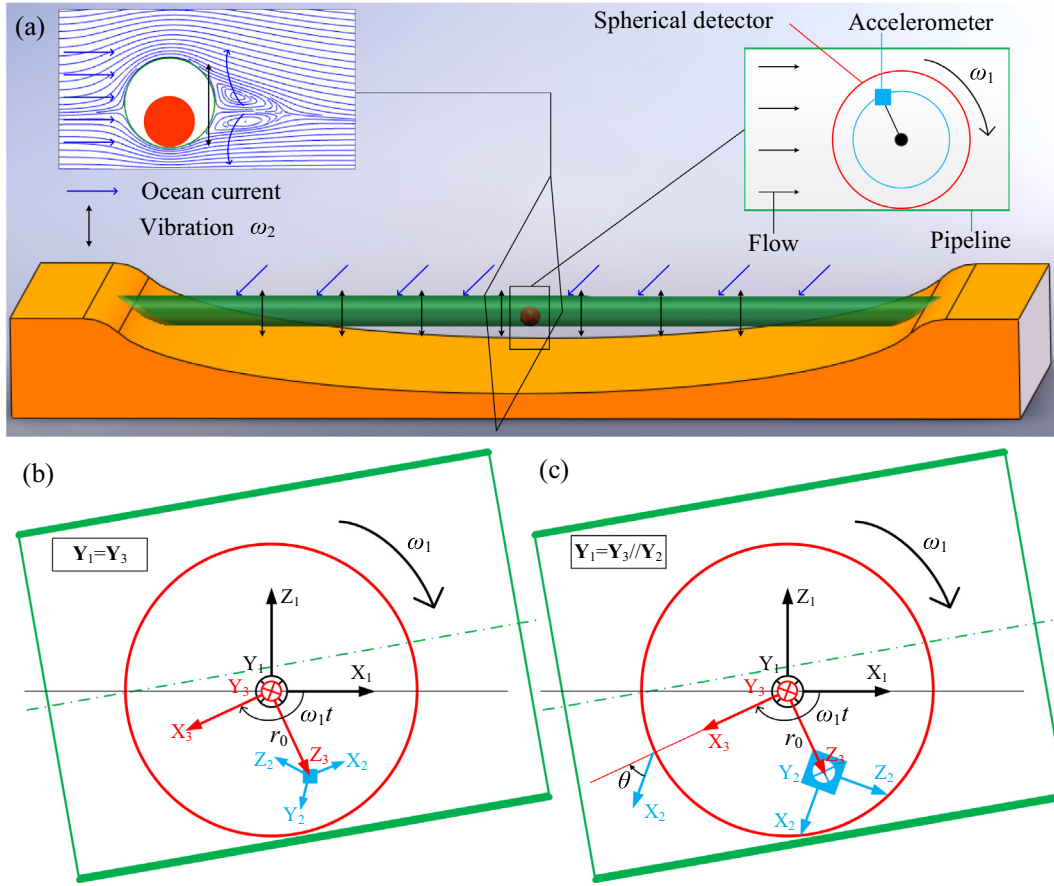 (a)
Spherical detector
Accelerometer
ω₁
Ocean current
Vibration ω₂
Flow
Pipeline
(b)
Y₁=Y₃
ω₁
Z₁
Y₁
X₁
Y₃
ω₁t
X₃
r₀
Z₃
Z₂
X₂
Y₂
(c)
Y₁=Y₃//Y₂
ω₁
Z₁
Y₁
X₁
Y₃
ω₁t
X₃
r₀
Z₃
Y₂
Z₂
θ
X₂
X₂